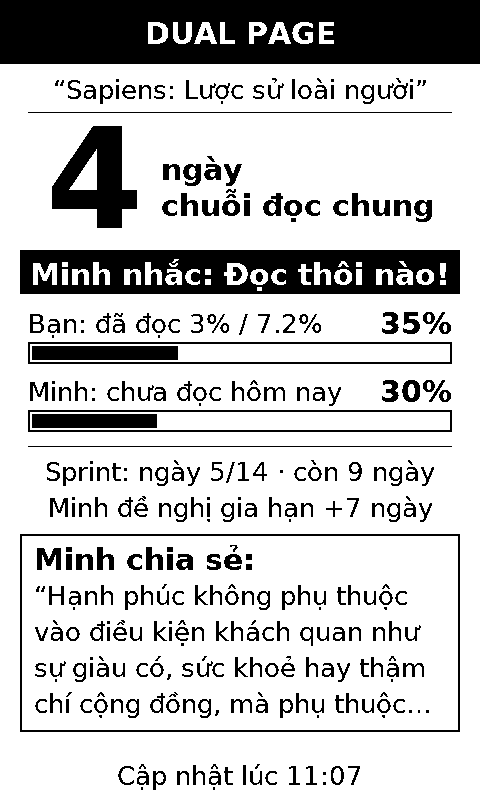 DUAL PAGE
“Sapiens: Lược sử loài người”
4 ngày
chuỗi đọc chung
Minh nhắc: Đọc thôi nào!
Bạn: đã đọc 3% / 7.2% 35%
Minh: chưa đọc hôm nay 30%
Sprint: ngày 5/14 · còn 9 ngày
Minh đề nghị gia hạn +7 ngày
Minh chia sẻ:
“Hạnh phúc không phụ thuộc
vào điều kiện khách quan như
sự giàu có, sức khoẻ hay thậm
chí cộng đồng, mà phụ thuộc…
Cập nhật lúc 11:07